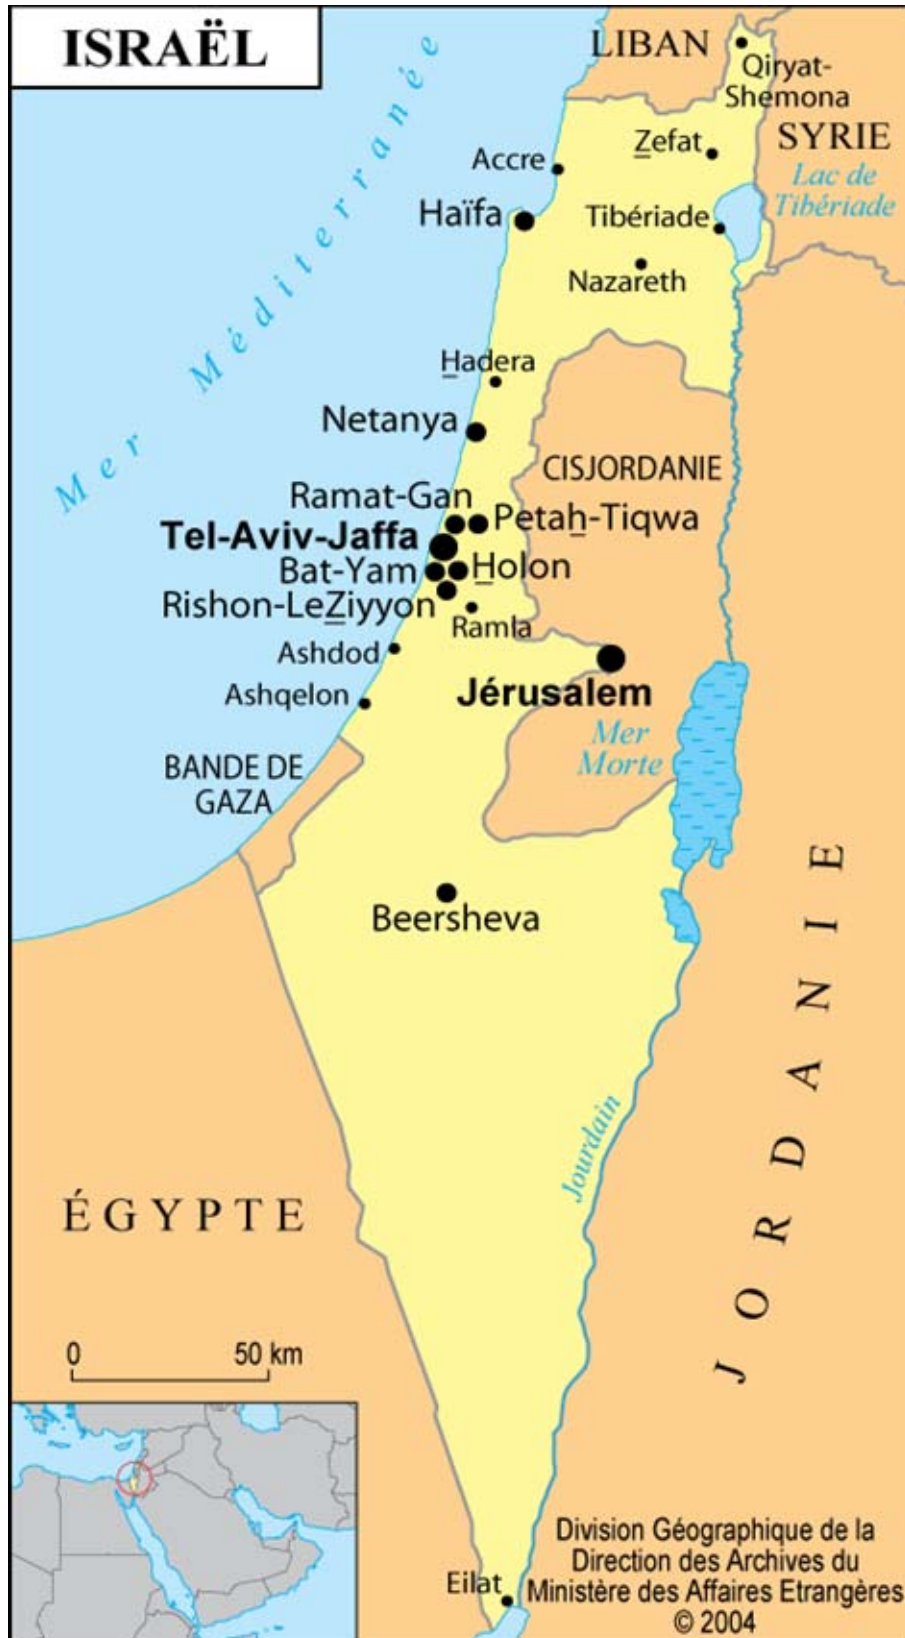 ISRAËL
LIBAN
Qiryat-
Shemona
Mer Méditerranée
SYRIE
Zefat
Accre
Lac de
Tibériade
Haïfa
Tibériade
Nazareth
Hadera
Netanya
CISJORDANIE
Ramat-Gan
Petah-Tiqwa
Tel-Aviv-Jaffa
Bat-Yam
Holon
Rishon-LeZiyyon
Ramla
Ashdod
Ashqelon
Jérusalem
Mer
Morte
BANDE DE
GAZA
Beersheva
JORDANIE
Jourdain
ÉGYPTE
0 50 km
Eilat
Division Géographique de la
Direction des Archives du
Ministère des Affaires Etrangères
© 2004